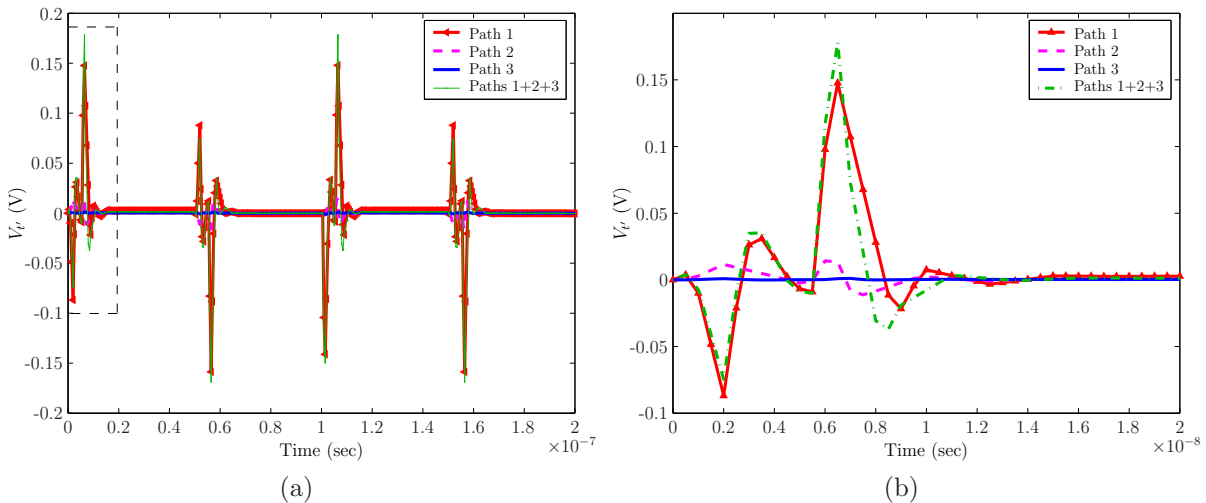 Path 1
Path 2
Path 3
Paths 1+2+3
0.2
0.15
0.1
0.05
0
-0.05
-0.1
-0.15
-0.2
V_t′ (V)
0 0.2 0.4 0.6 0.8 1 1.2 1.4 1.6 1.8 2
×10⁻⁷
Time (sec)
(a)
Path 1
Path 2
Path 3
Paths 1+2+3
0.15
0.1
0.05
0
-0.05
-0.1
V_t′ (V)
0 0.2 0.4 0.6 0.8 1 1.2 1.4 1.6 1.8 2
×10⁻⁸
Time (sec)
(b)